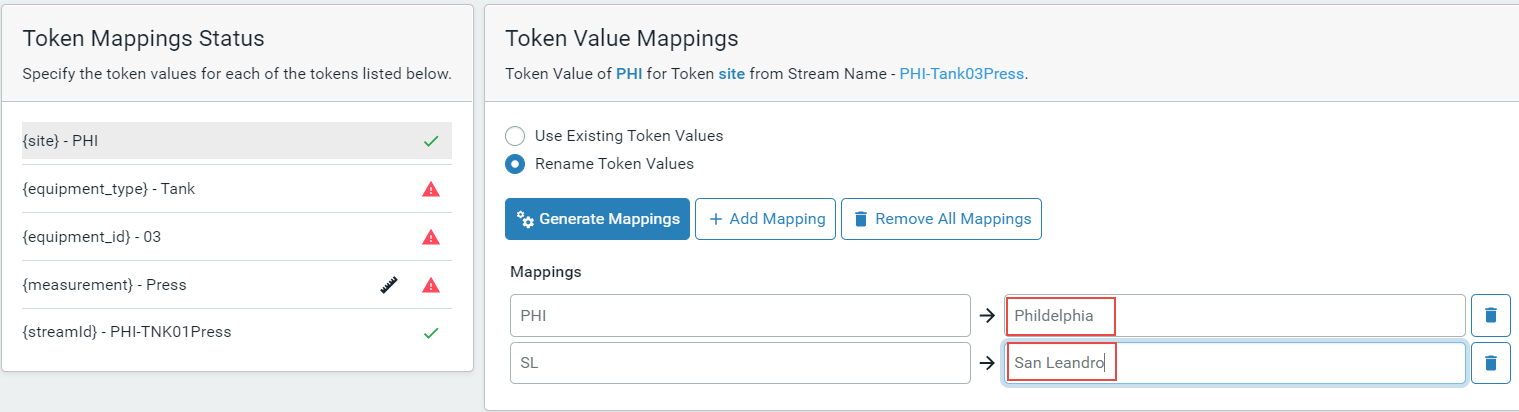 Token Mappings Status
Specify the token values for each of the tokens listed below.
{site} - PHI
{equipment_type} - Tank
{equipment_id} - 03
{measurement} - Press
{streamId} - PHI-TNK01Press
Token Value Mappings
Token Value of PHI for Token site from Stream Name - PHI-Tank03Press.
Use Existing Token Values
Rename Token Values
Generate Mappings + Add Mapping Remove All Mappings
Mappings
PHI → Phildelphia
SL → San Leandro